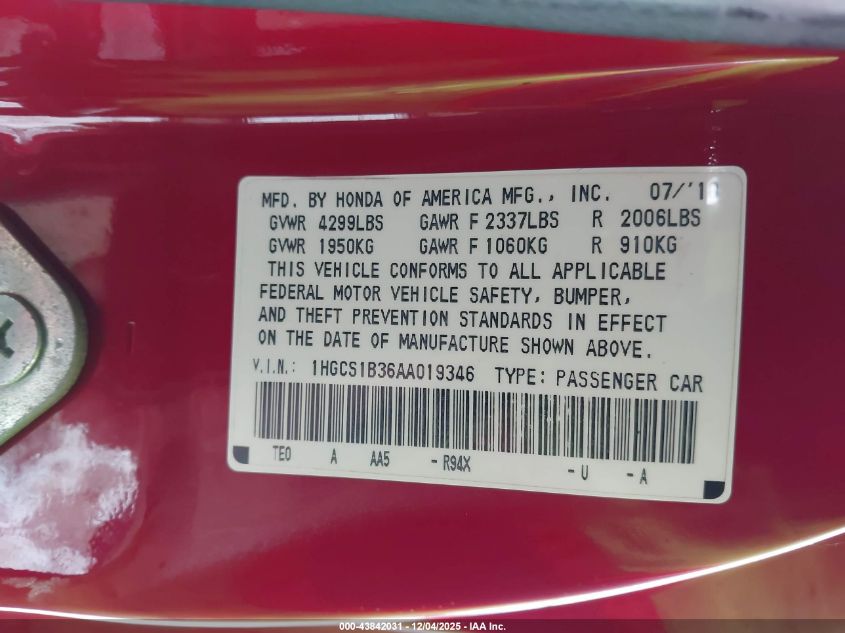 MFD. BY HONDA OF AMERICA MFG., INC. 07/'10
GVWR 4299LBS GAWR F 2337LBS R 2006LBS
GVWR 1950KG GAWR F 1060KG R 910KG
THIS VEHICLE CONFORMS TO ALL APPLICABLE
FEDERAL MOTOR VEHICLE SAFETY, BUMPER,
AND THEFT PREVENTION STANDARDS IN EFFECT
ON THE DATE OF MANUFACTURE SHOWN ABOVE.
V.I.N.: 1HGCS1B36AA019346 TYPE: PASSENGER CAR
TE0 A AA5 - R94X - U - A
000-43842031 - 12/04/2025 - IAA Inc.